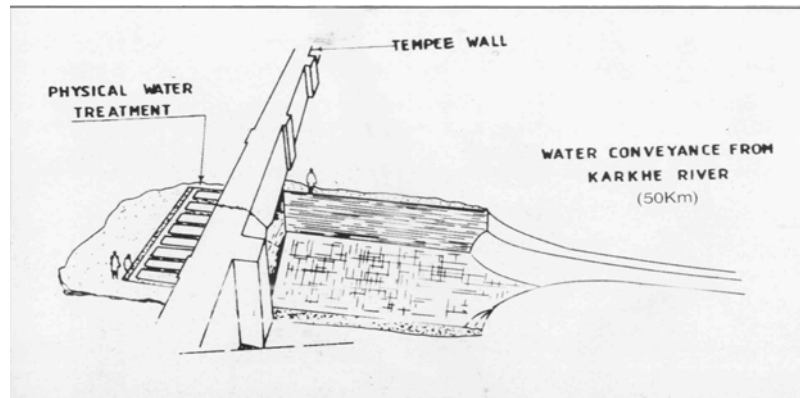 TEMPEE WALL
PHYSICAL WATER
TREATMENT
WATER CONVEYANCE FROM
KARKHE RIVER
(50Km)